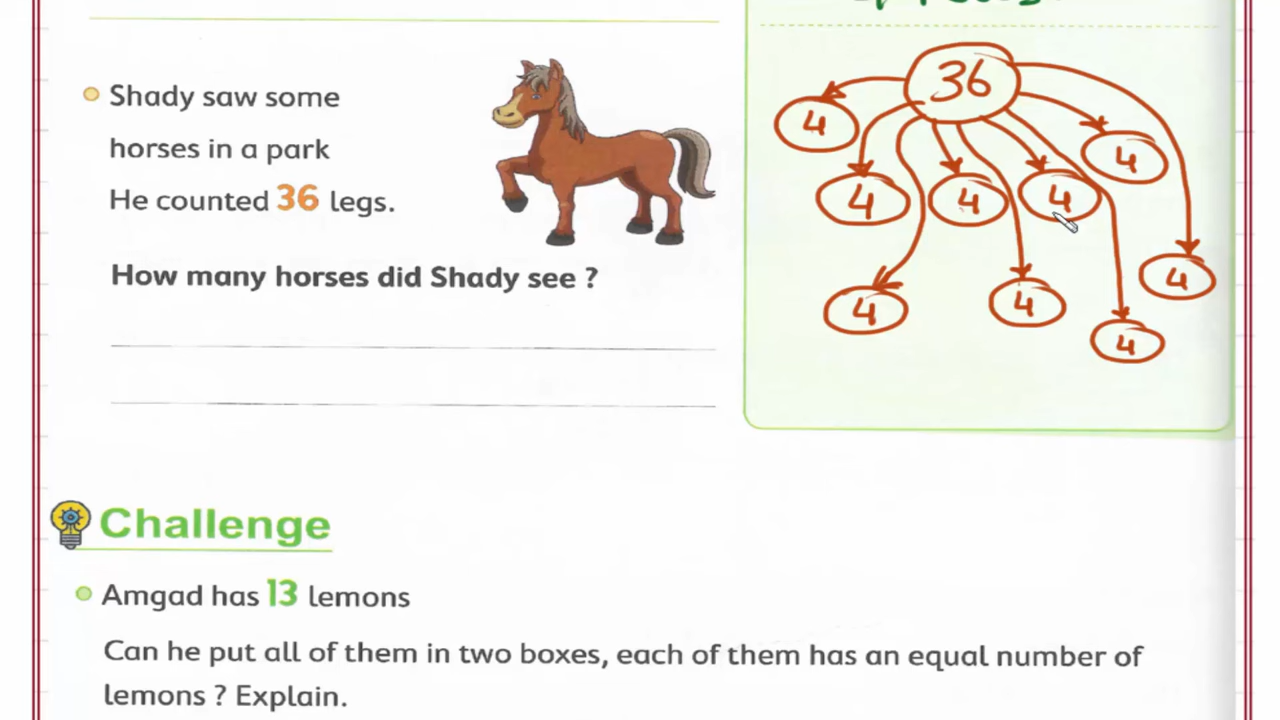 Shady saw some
horses in a park
He counted 36 legs.
How many horses did Shady see ?
36
4
4
4
4
4
4
4
4
4
Challenge
Amgad has 13 lemons
Can he put all of them in two boxes, each of them has an equal number of
lemons ? Explain.